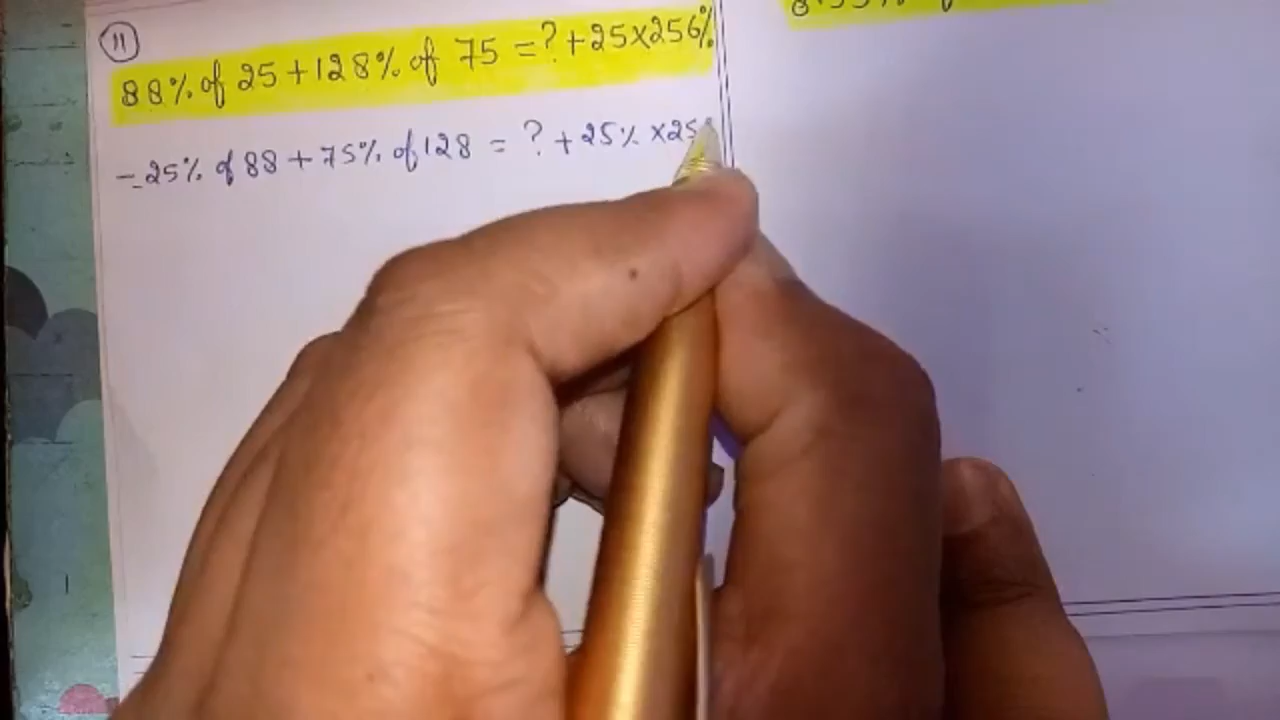 11
88% of 25 + 128% of 75 = ? + 25 x 256%
- 25% of 88 + 75% of 128 = ? + 25% x 25